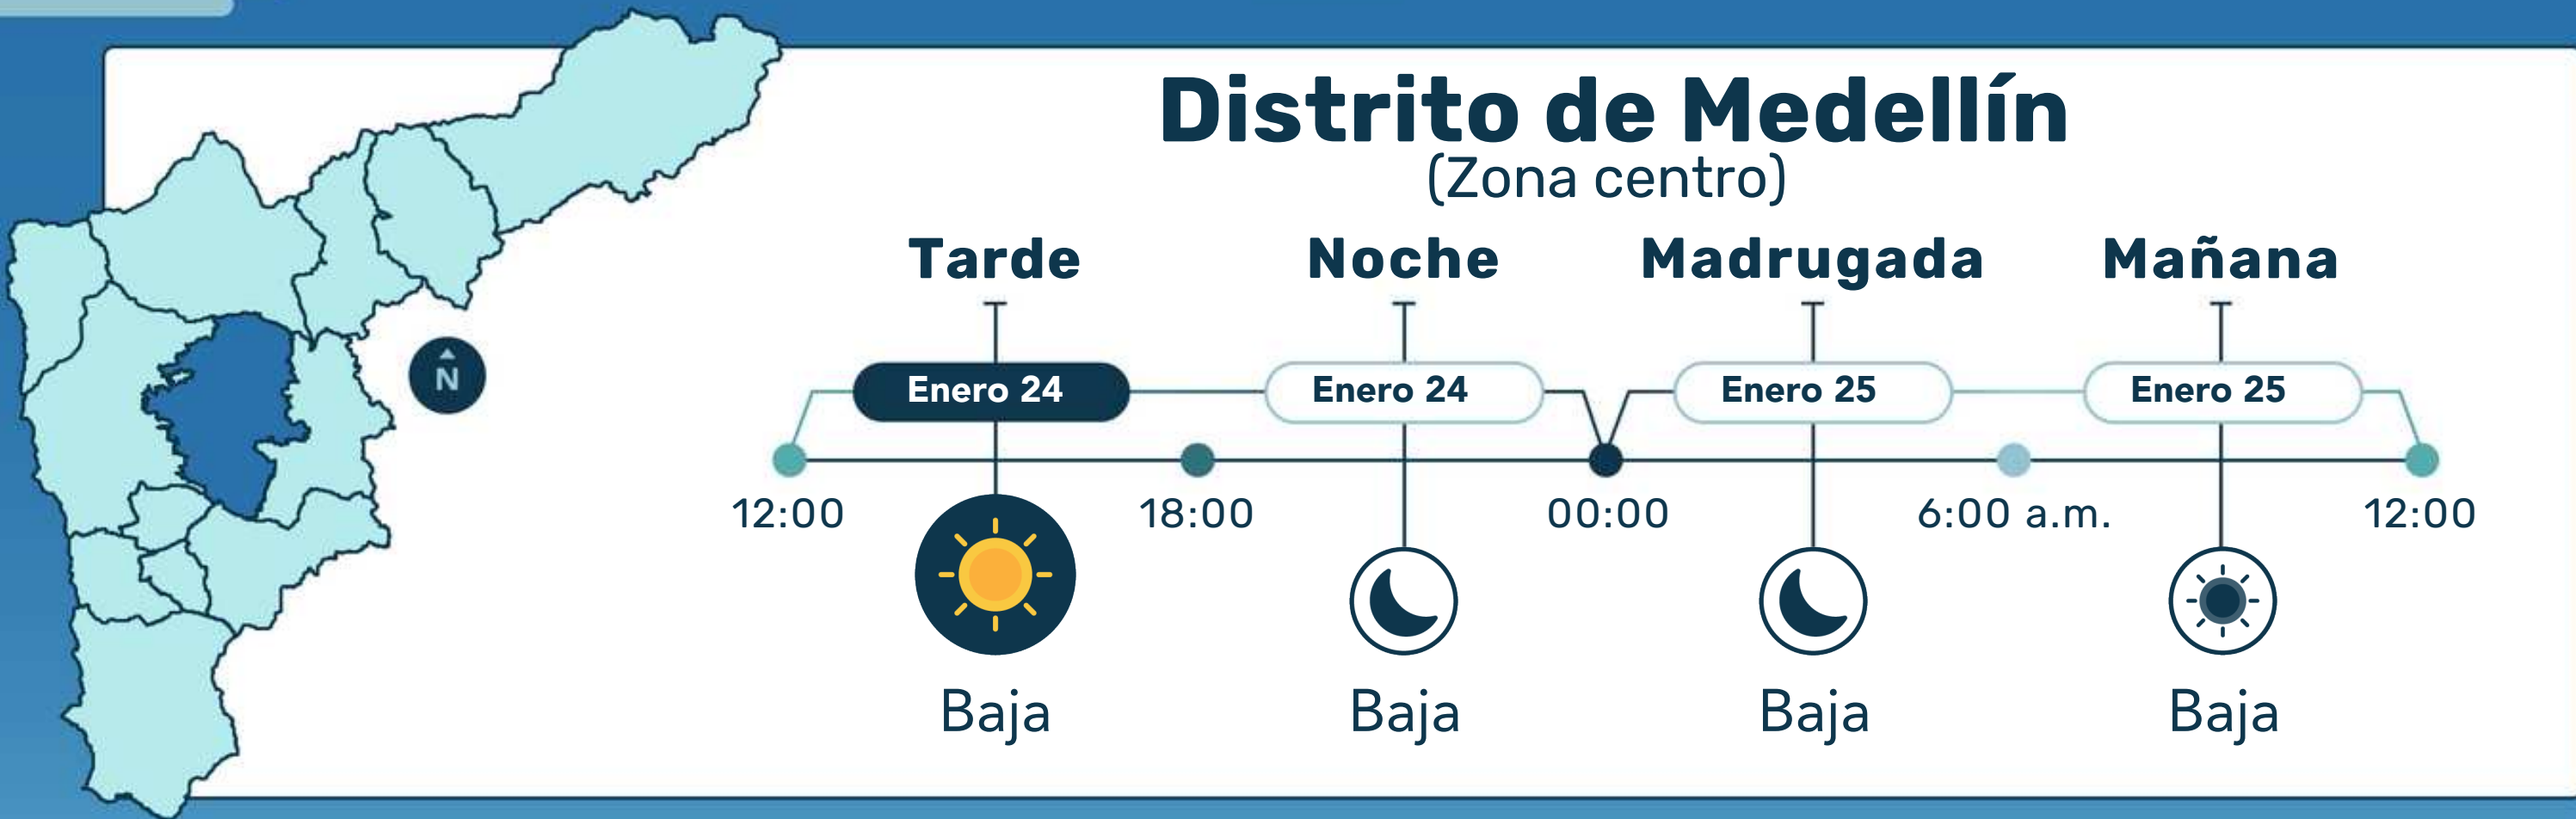 Distrito de Medellín
(Zona centro)
Tarde Noche Madrugada Mañana
N
Enero 24 Enero 24 Enero 25 Enero 25
12:00 18:00 00:00 6:00 a.m. 12:00
Baja Baja Baja Baja